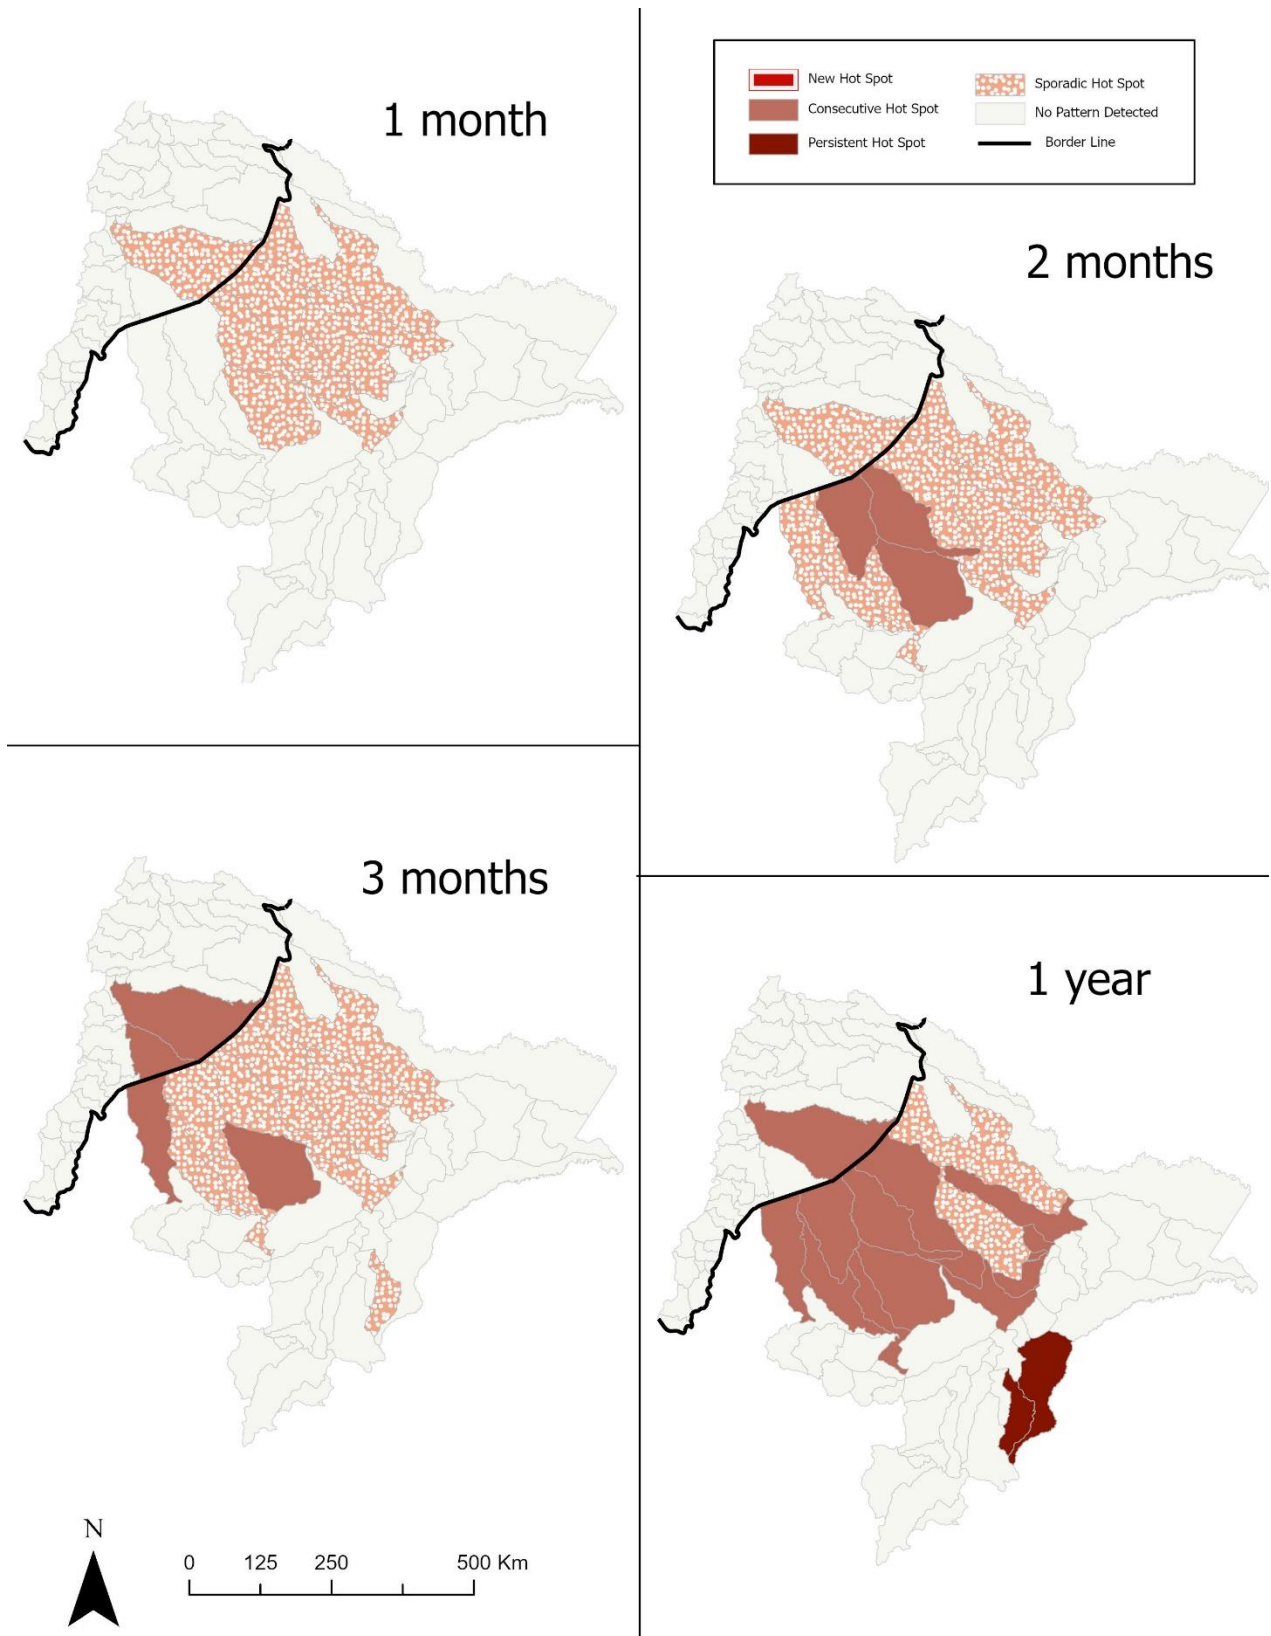 1 month
New Hot Spot
Consecutive Hot Spot
Persistent Hot Spot
Sporadic Hot Spot
No Pattern Detected
Border Line
2 months
3 months
1 year
N
0 125 250 500 Km